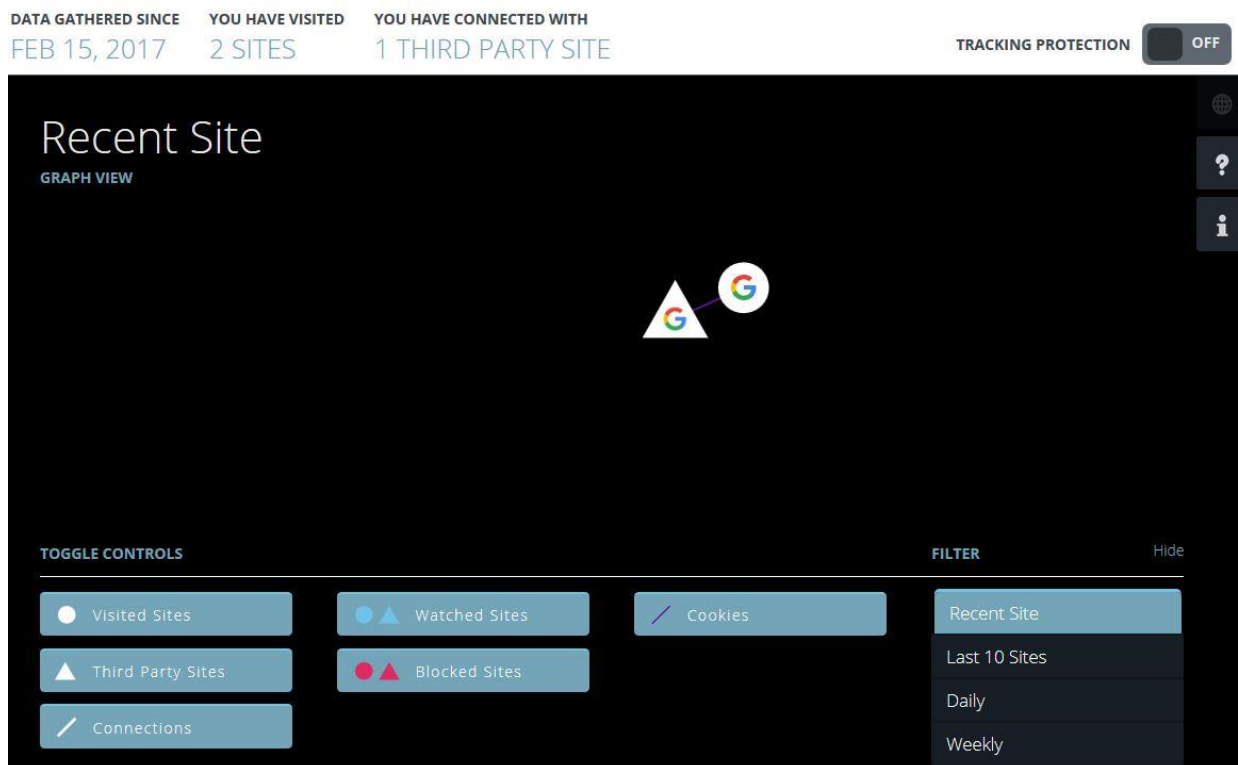 DATA GATHERED SINCE YOU HAVE VISITED YOU HAVE CONNECTED WITH
FEB 15, 2017 2 SITES 1 THIRD PARTY SITE
TRACKING PROTECTION OFF
Recent Site
GRAPH VIEW
?
i
G
G
TOGGLE CONTROLS
FILTER Hide
Visited Sites Watched Sites Cookies
Third Party Sites Blocked Sites
Connections
Recent Site
Last 10 Sites
Daily
Weekly